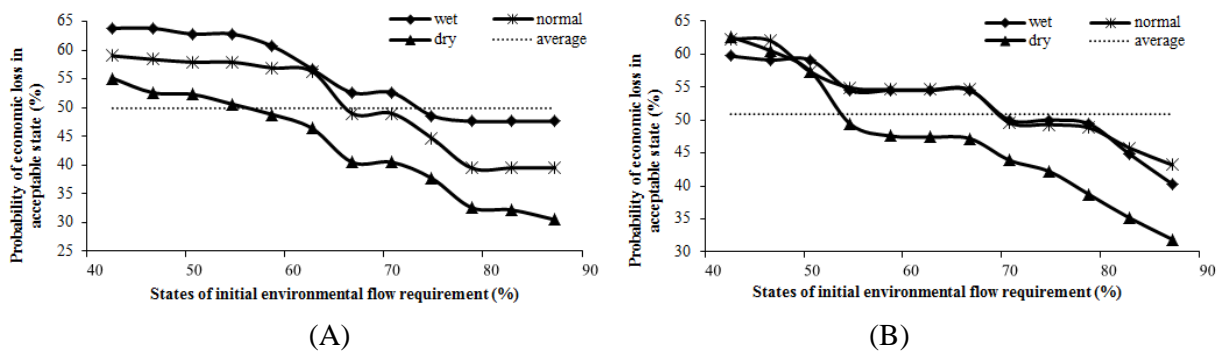 Probability of economic loss in
acceptable state (%)
65
60
55
50
45
40
35
30
25
wet
normal
dry
average
40
50
60
70
80
90
States of initial environmental flow requirement (%)
(A)
Probability of economic loss in
acceptable state (%)
65
60
55
50
45
40
35
30
wet
normal
dry
average
40
50
60
70
80
90
States of initial environmental flow requirement (%)
(B)